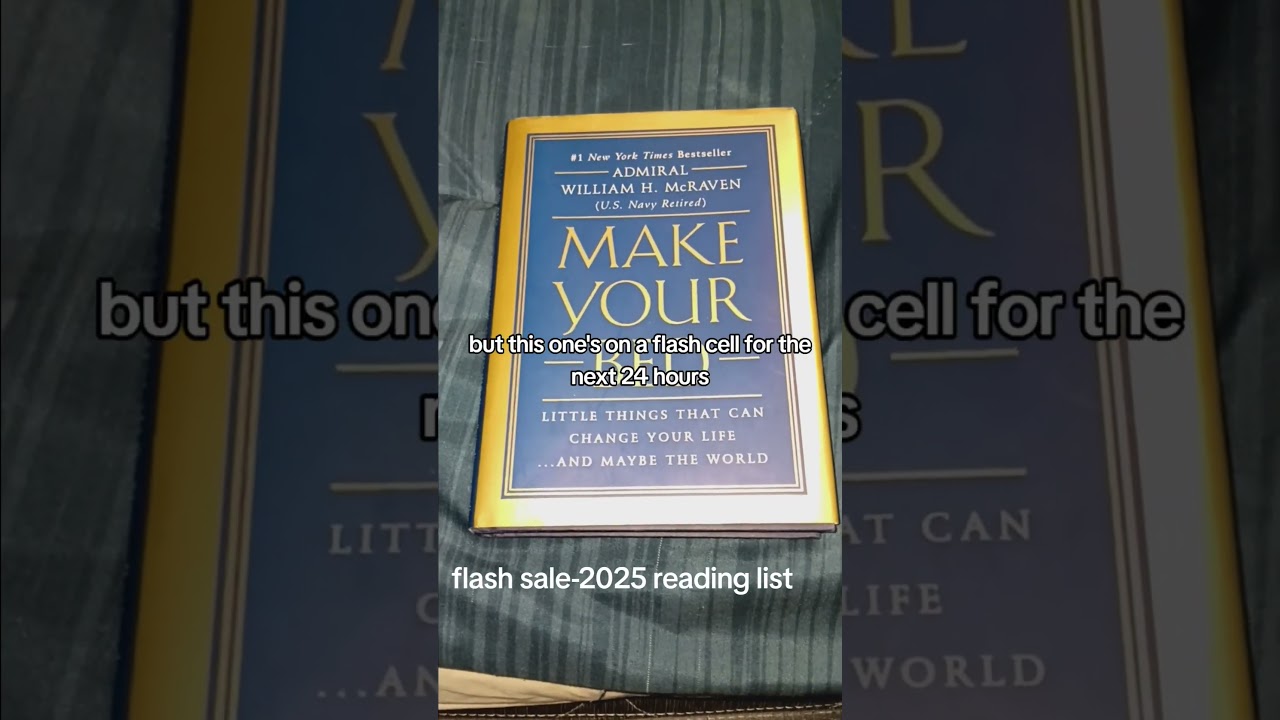 #1 New York Times Bestseller
ADMIRAL
WILLIAM H. McRAVEN
(U.S. Navy Retired)
MAKE
YOUR
but this one's on a flash cell for the
BED
next 24 hours
LITTLE THINGS THAT CAN
CHANGE YOUR LIFE
...AND MAYBE THE WORLD
flash sale-2025 reading list